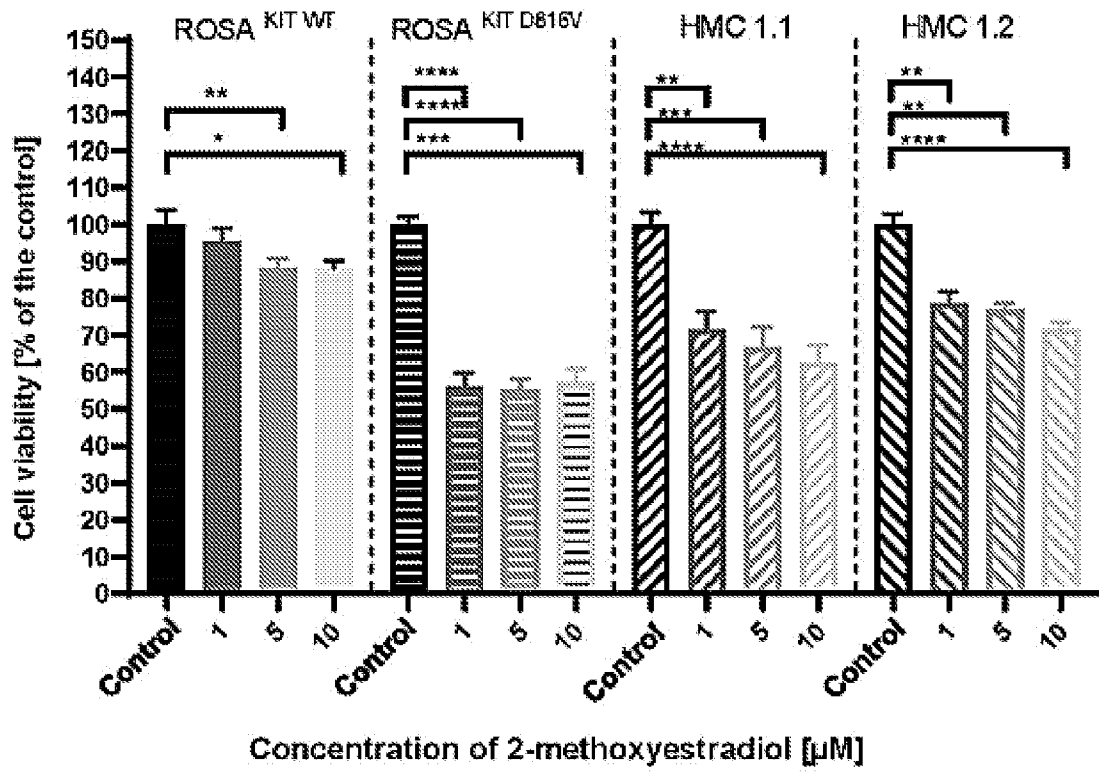 ROSA KIT WT
ROSA KIT D816V
HMC 1.1
HMC 1.2
Cell viability [% of the control]
150
140
130
120
110
100
90
80
70
60
50
40
30
20
10
0
**
*
****
****
***
**
***
****
**
**
****
Control 1 5 10
Control 1 5 10
Control 1 5 10
Control 1 5 10
Concentration of 2-methoxyestradiol [µM]